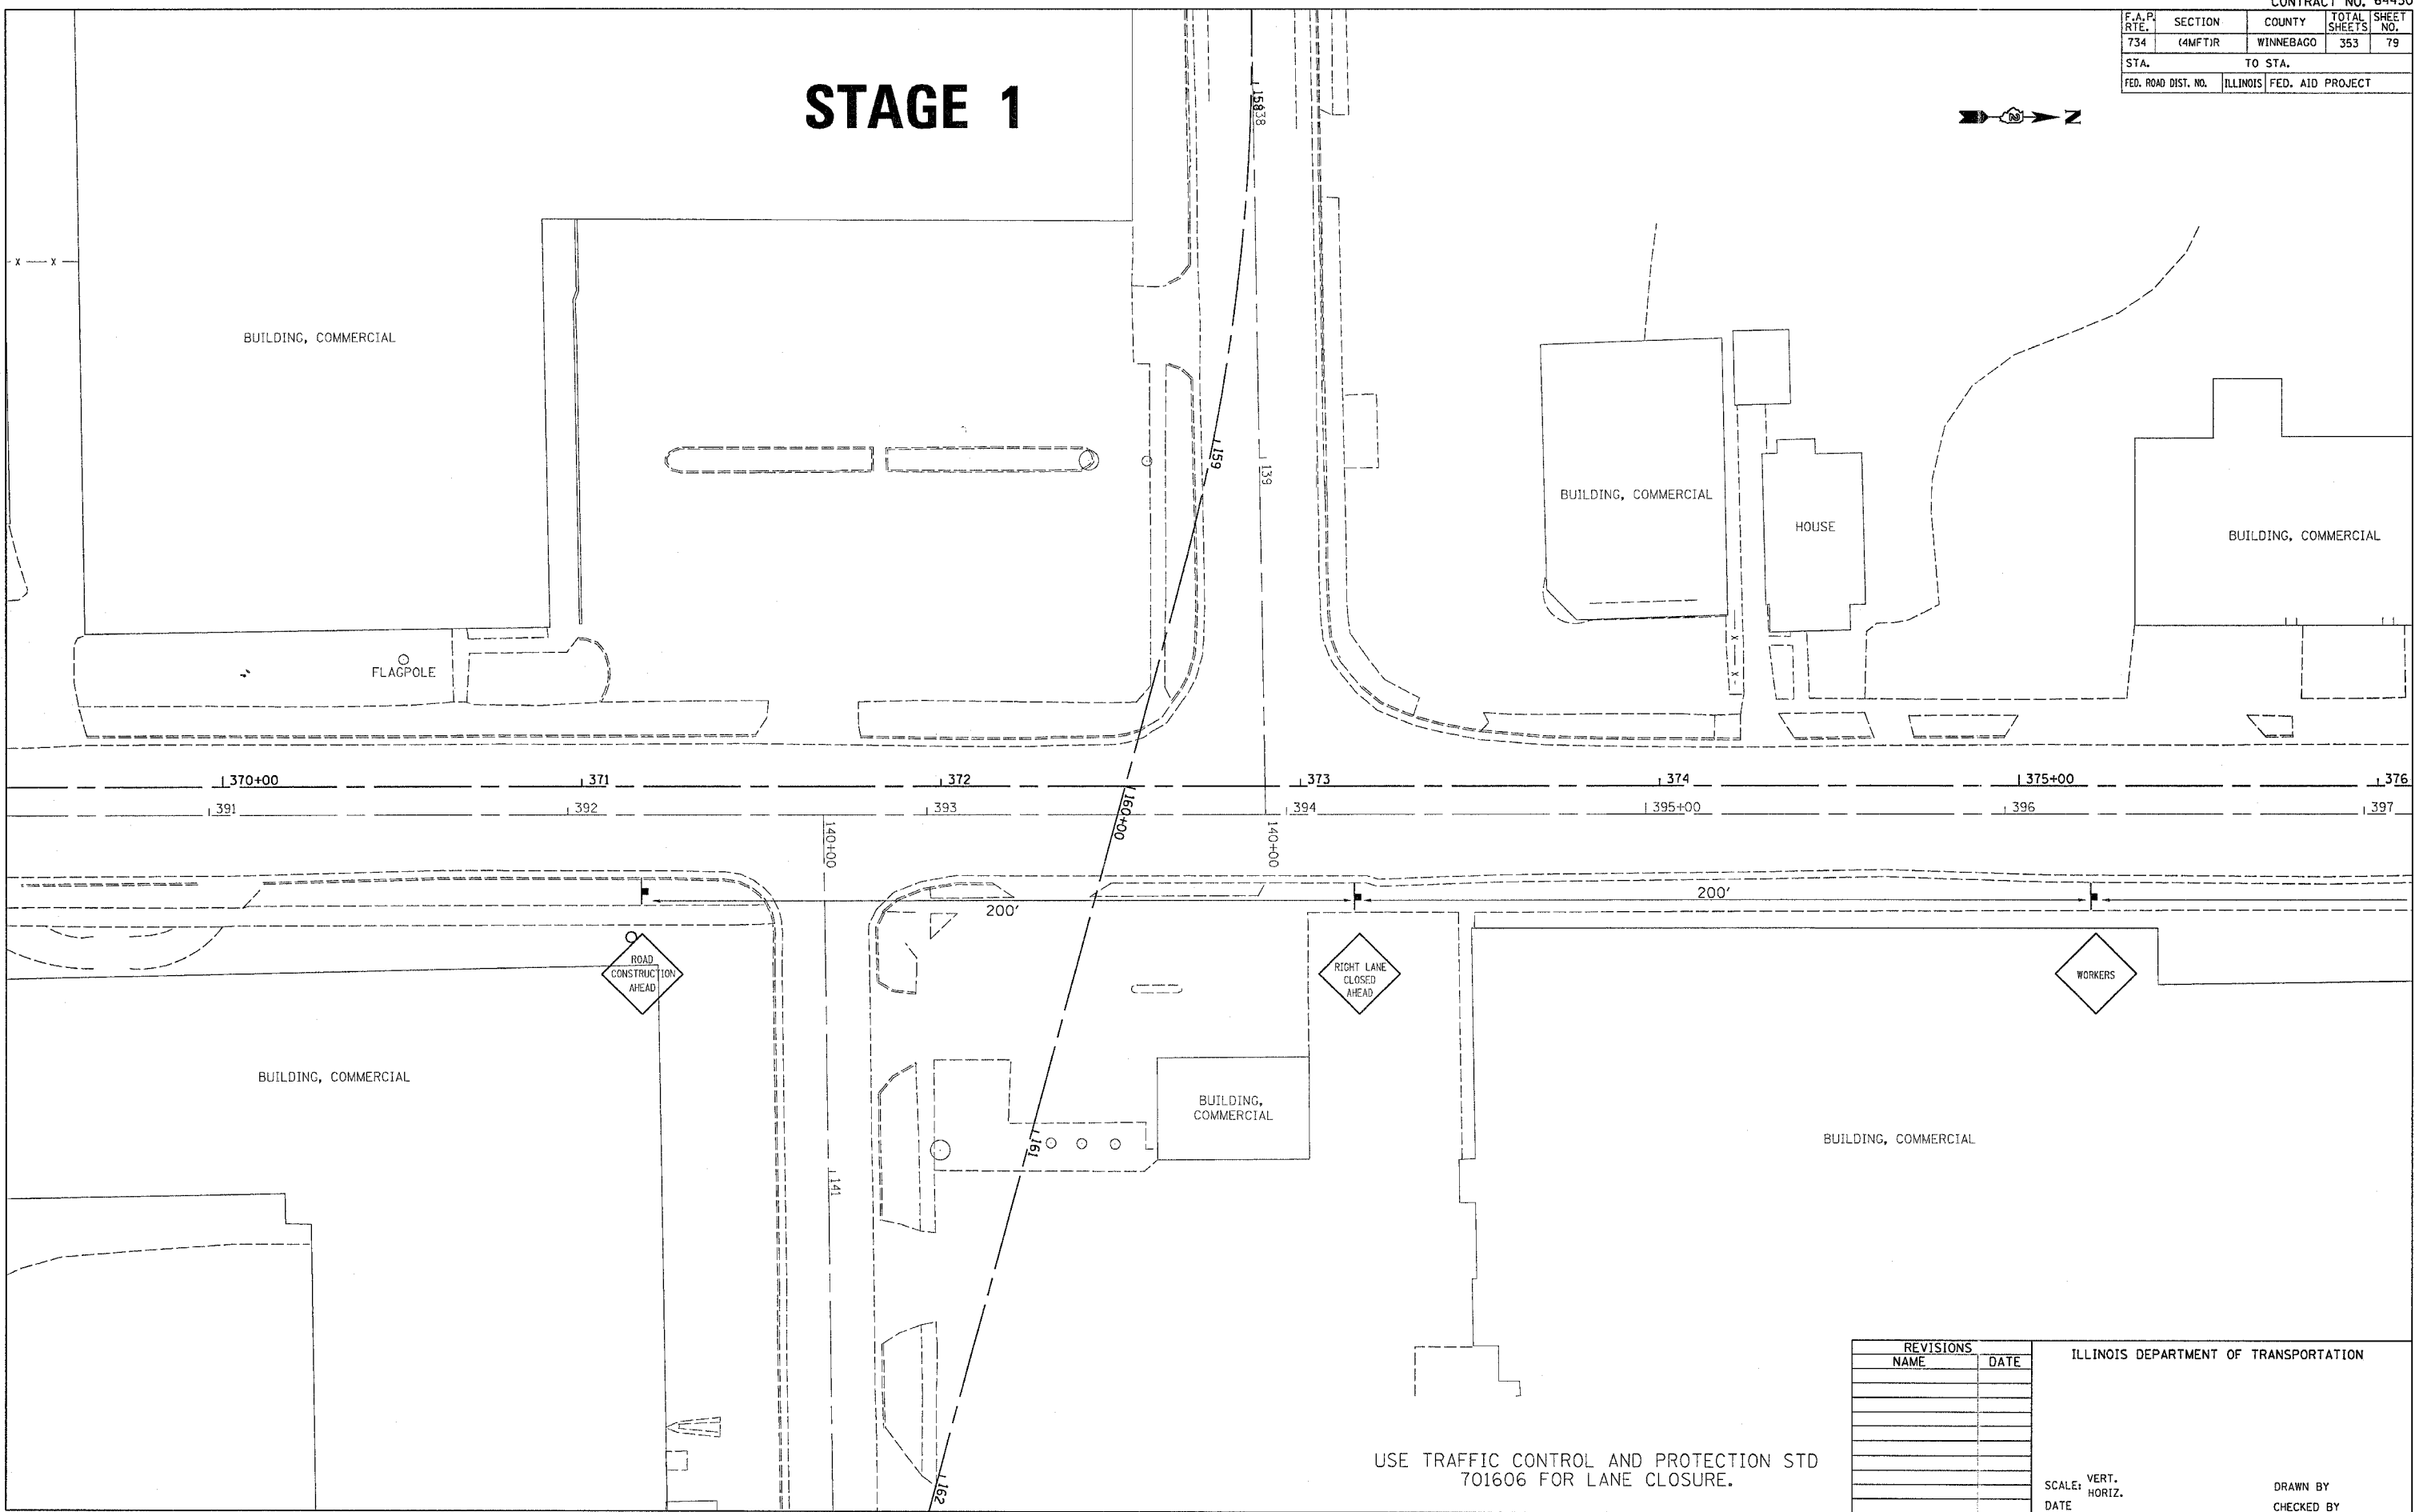 CONTRACT NO. 64430
F.A.P. RTE. SECTION COUNTY TOTAL SHEETS SHEET NO.
734 (4MFT)R WINNEBAGO 353 79
STA. TO STA.
FED. ROAD DIST. NO. ILLINOIS FED. AID PROJECT
STAGE 1
N
15838
X X
BUILDING, COMMERCIAL
159
139
BUILDING, COMMERCIAL
HOUSE
BUILDING, COMMERCIAL
X
X
FLAGPOLE
370+00 371 372 373 374 375+00 376
391 392 393 394 395+00 396 397
160+00
140+00
140+00
200'
200'
ROAD
CONSTRUCTION
AHEAD
RIGHT LANE
CLOSED
AHEAD
WORKERS
BUILDING, COMMERCIAL
BUILDING,
COMMERCIAL
161
BUILDING, COMMERCIAL
141
162
USE TRAFFIC CONTROL AND PROTECTION STD
701606 FOR LANE CLOSURE.
REVISIONS
NAME DATE
ILLINOIS DEPARTMENT OF TRANSPORTATION
SCALE: VERT.
HORIZ.
DRAWN BY
DATE
CHECKED BY